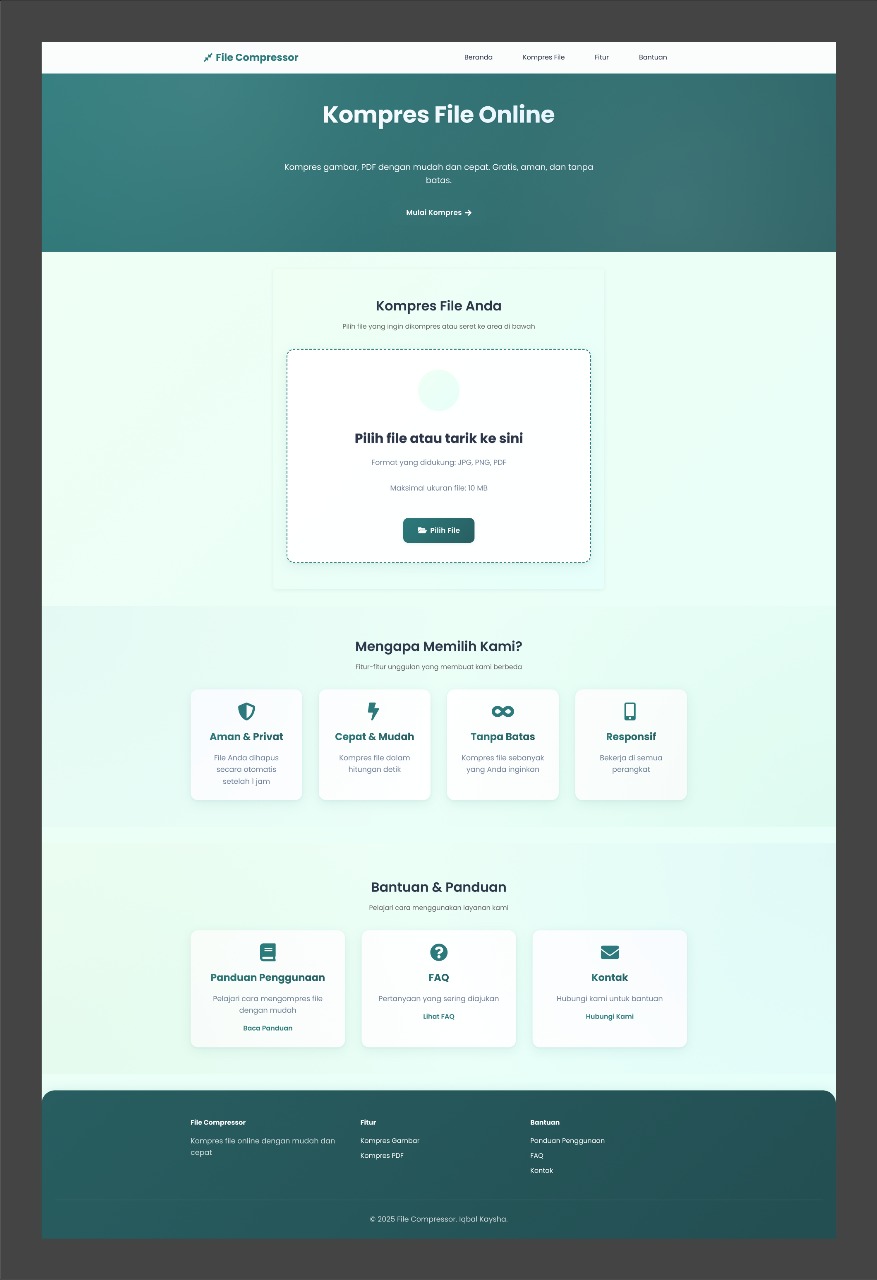 File Compressor
Beranda
Kompres File
Fitur
Bantuan
Kompres File Online
Kompres gambar, PDF dengan mudah dan cepat. Gratis, aman, dan tanpa
batas.
Mulai Kompres →
Kompres File Anda
Pilih file yang ingin dikompres atau seret ke area di bawah
Pilih file atau tarik ke sini
Format yang didukung: JPG, PNG, PDF
Maksimal ukuran file: 10 MB
Pilih File
Mengapa Memilih Kami?
Fitur-fitur unggulan yang membuat kami berbeda
Aman & Privat
File Anda dihapus
secara otomatis
setelah 1 jam
Cepat & Mudah
Kompres file dalam
hitungan detik
Tanpa Batas
Kompres file sebanyak
yang Anda inginkan
Responsif
Bekerja di semua
perangkat
Bantuan & Panduan
Pelajari cara menggunakan layanan kami
Panduan Penggunaan
Pelajari cara mengompres file
dengan mudah
Baca Panduan
FAQ
Pertanyaan yang sering diajukan
Lihat FAQ
Kontak
Hubungi kami untuk bantuan
Hubungi Kami
File Compressor
Kompres file online dengan mudah dan
cepat
Fitur
Kompres Gambar
Kompres PDF
Bantuan
Panduan Penggunaan
FAQ
Kontak
© 2025 File Compressor. Iqbal Kaysha.